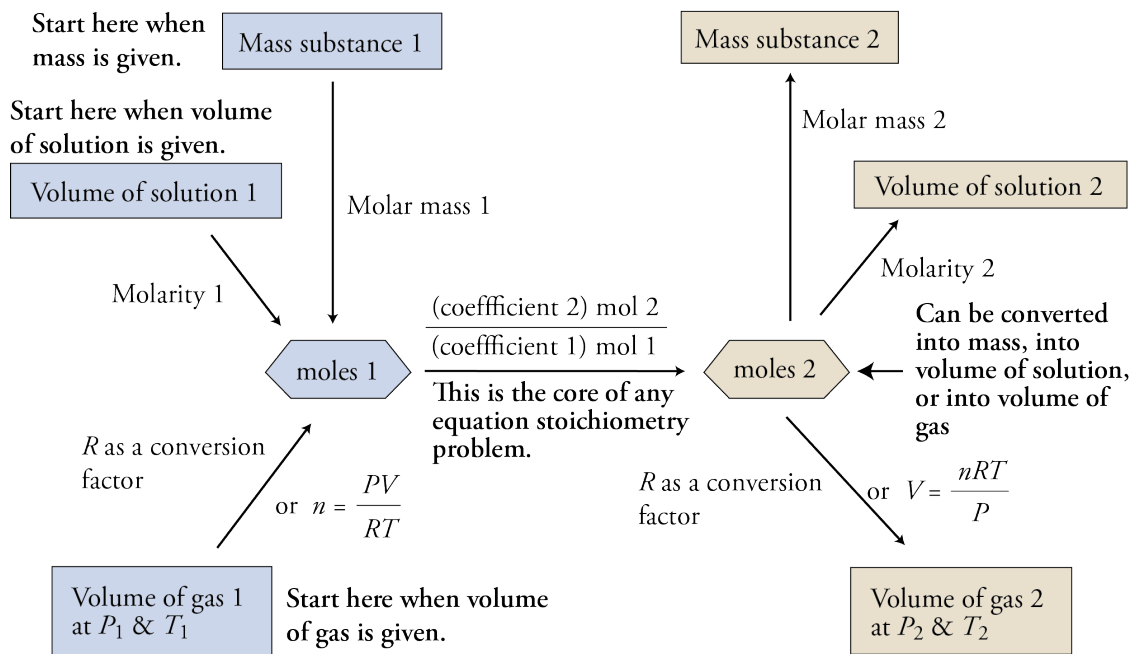 Start here when
mass is given.
Mass substance 1
Mass substance 2
Start here when volume
of solution is given.
Molar mass 2
Volume of solution 1
Volume of solution 2
Molar mass 1
Molarity 1
Molarity 2
(coeffficient 2) mol 2
(coeffficient 1) mol 1
moles 1
This is the core of any
equation stoichiometry
problem.
moles 2
Can be converted
into mass, into
volume of solution,
or into volume of
gas
R as a conversion
factor
or n = PV
RT
R as a conversion
factor
or V = nRT
P
Volume of gas 1
at P₁ & T₁
Start here when volume
of gas is given.
Volume of gas 2
at P₂ & T₂